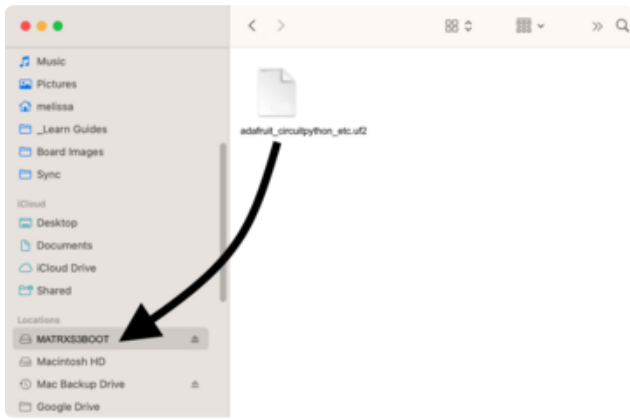 Music
Pictures
melissa
_Learn Guides
Board Images
Sync
iCloud
Desktop
Documents
iCloud Drive
Shared
Locations
MATRXS3BOOT
Macintosh HD
Mac Backup Drive
Google Drive
adafruit_circuitpython_etc.uf2